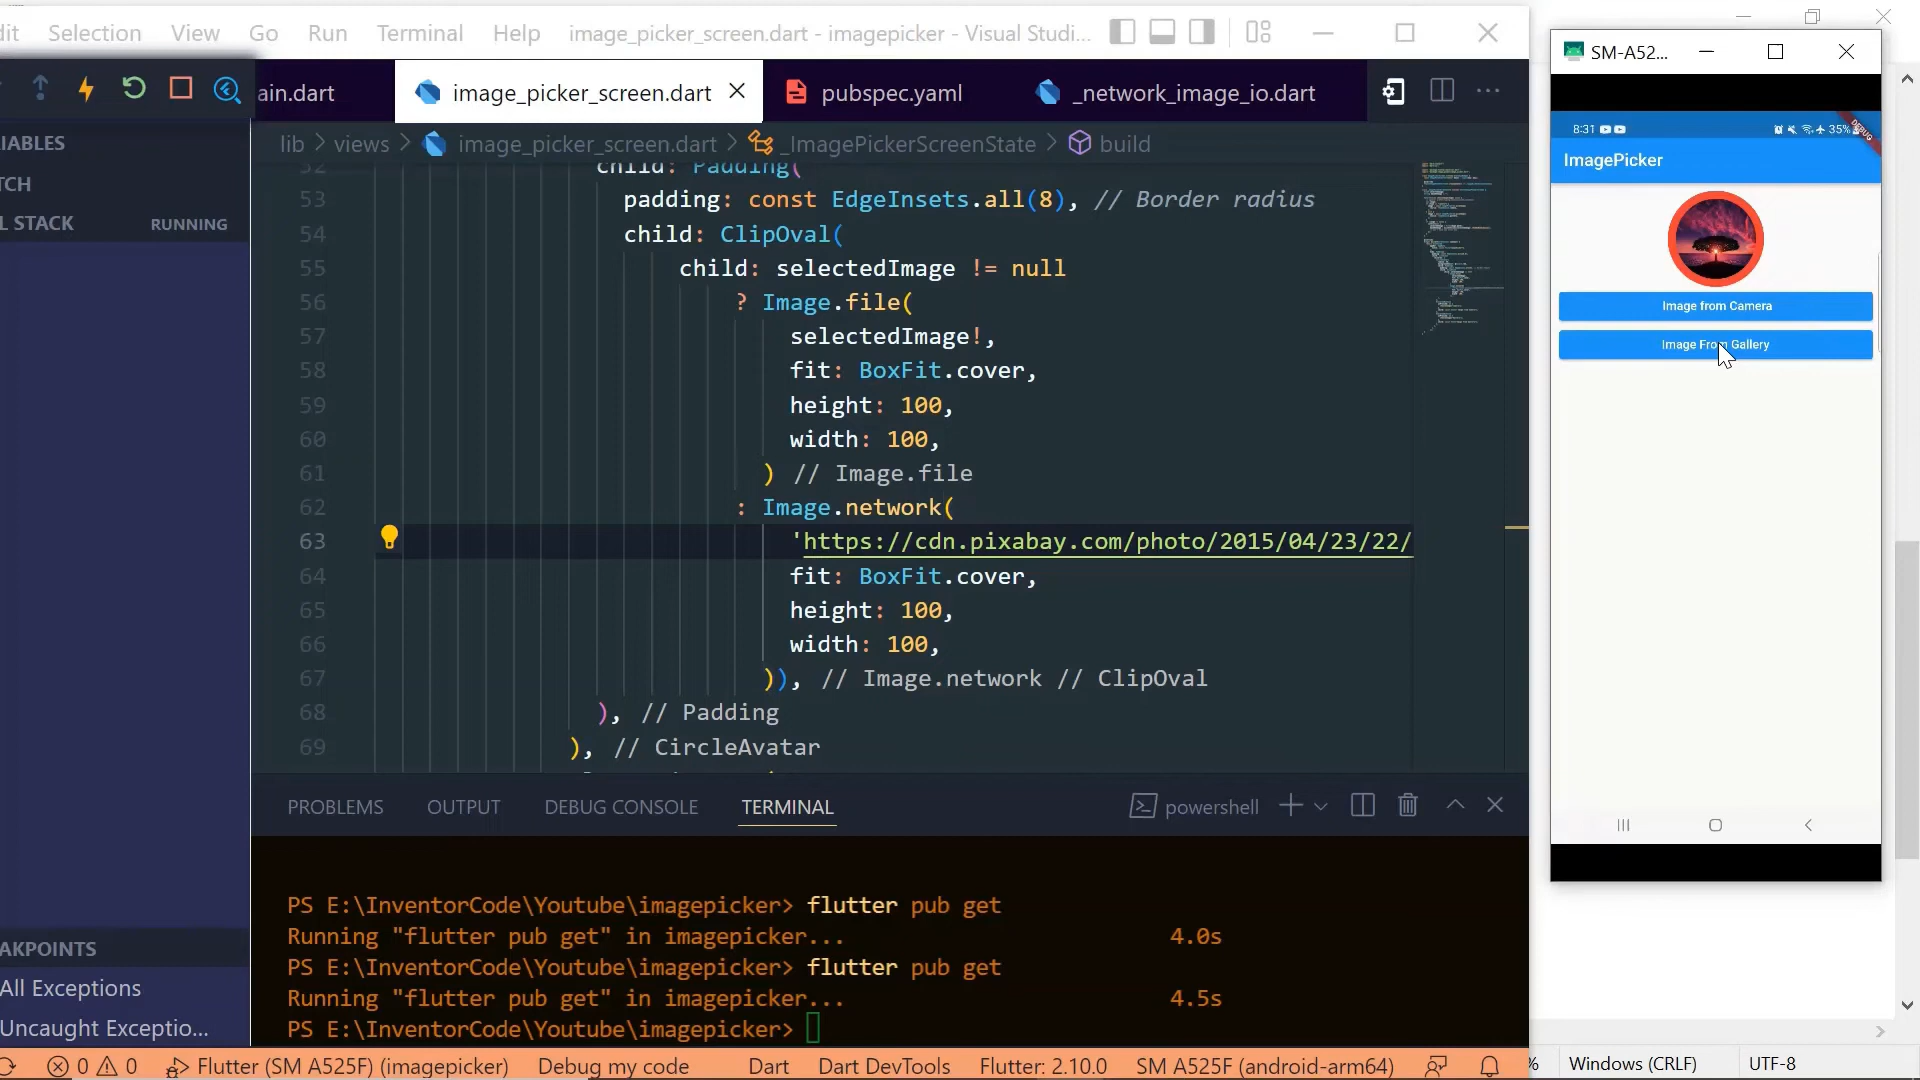 dit Selection View Go Run Terminal Help image_picker_screen.dart - imagepicker - Visual Studi...
ain.dart image_picker_screen.dart pubspec.yaml _network_image_io.dart
lib > views > image_picker_screen.dart > _ImagePickerScreenState > build
IABLES
TCH
L STACK RUNNING
AKPOINTS
All Exceptions
Uncaught Exceptio...
52 child: Padding(
53 padding: const EdgeInsets.all(8), // Border radius
54 child: ClipOval(
55 child: selectedImage != null
56 ? Image.file(
57 selectedImage!,
58 fit: BoxFit.cover,
59 height: 100,
60 width: 100,
61 ) // Image.file
62 : Image.network(
63 'https://cdn.pixabay.com/photo/2015/04/23/22/
64 fit: BoxFit.cover,
65 height: 100,
66 width: 100,
67 )), // Image.network // ClipOval
68 ), // Padding
69 ), // CircleAvatar
PROBLEMS OUTPUT DEBUG CONSOLE TERMINAL powershell
PS E:\InventorCode\Youtube\imagepicker> flutter pub get
Running "flutter pub get" in imagepicker... 4.0s
PS E:\InventorCode\Youtube\imagepicker> flutter pub get
Running "flutter pub get" in imagepicker... 4.5s
PS E:\InventorCode\Youtube\imagepicker>
0 0 Flutter (SM A525F) (imagepicker) Debug my code Dart Dart DevTools Flutter: 2.10.0 SM A525F (android-arm64)
SM-A52...
8:31 35%
DEBUG
ImagePicker
Image from Camera
Image From Gallery
% Windows (CRLF) UTF-8